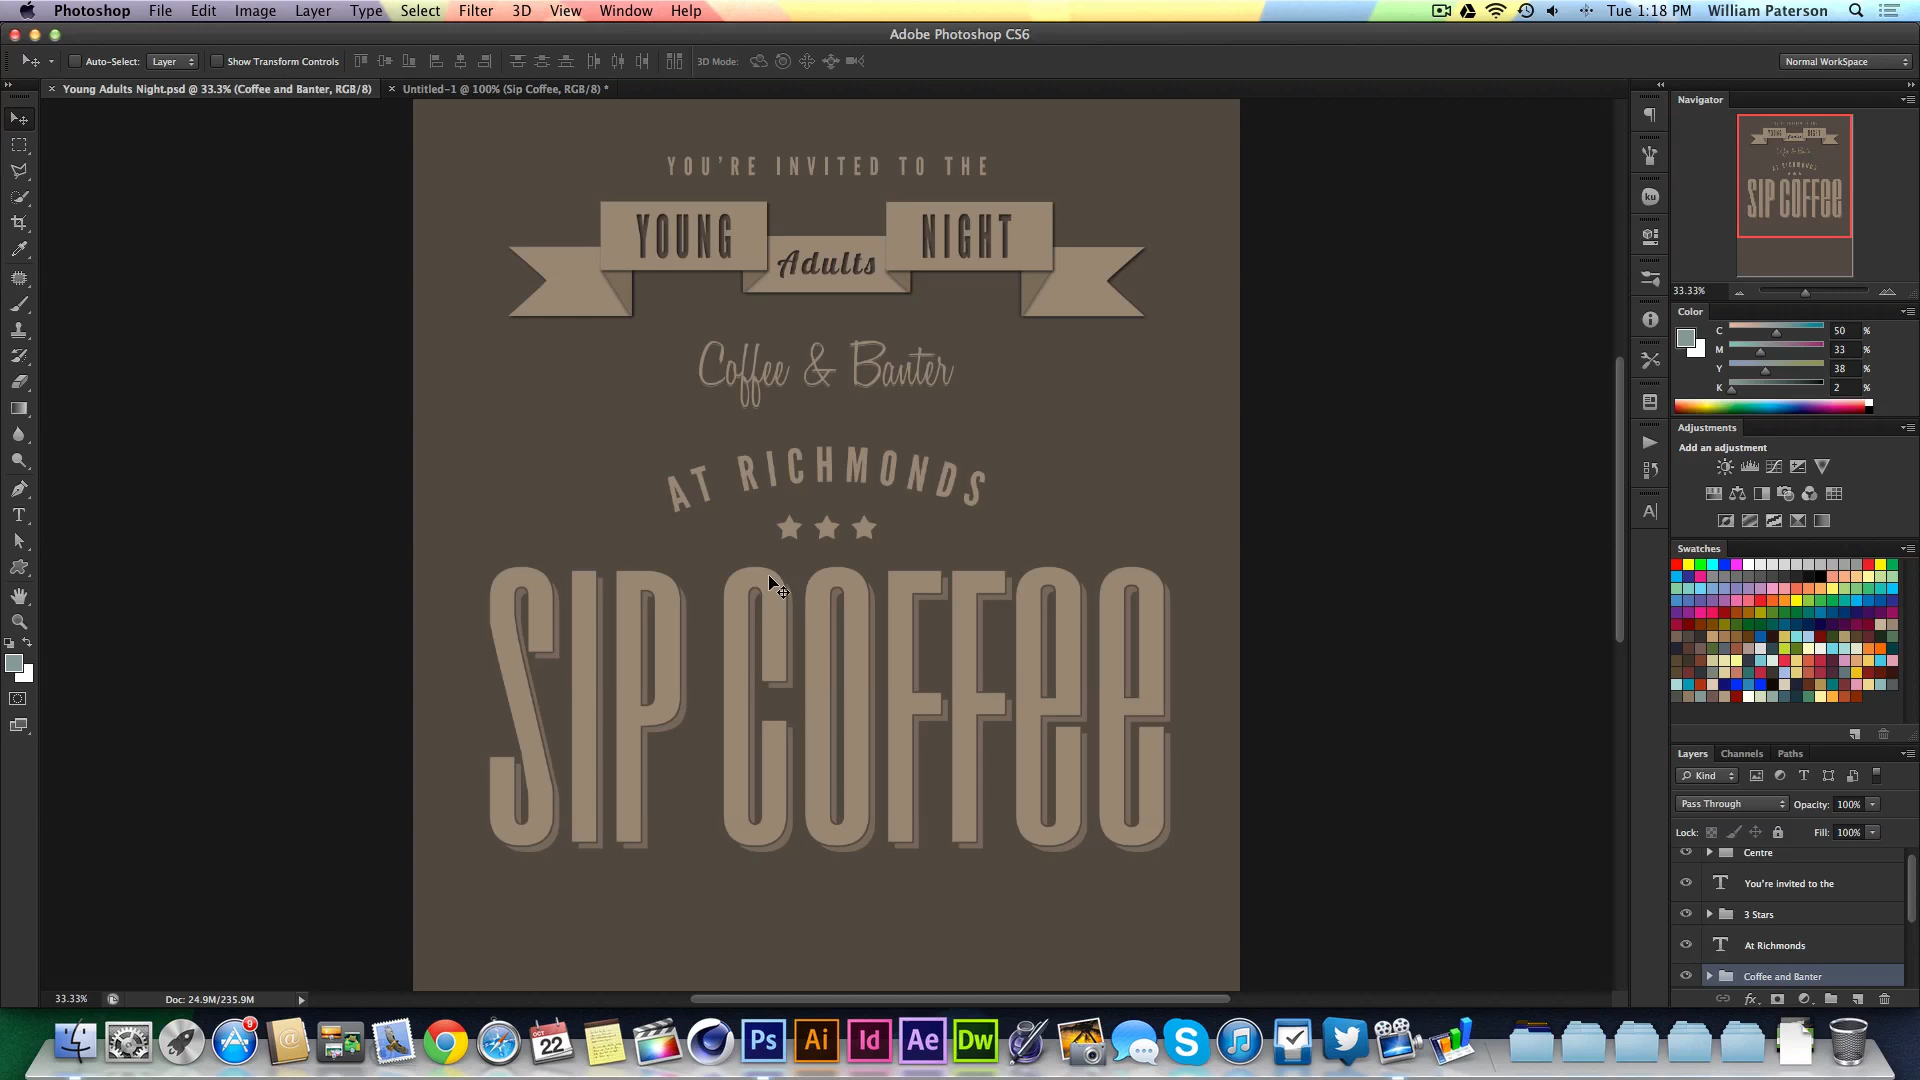 Photoshop File Edit Image Layer Type Select Filter 3D View Window Help Tue 1:18 PM William Paterson
Adobe Photoshop CS6
Auto-Select: Layer Show Transform Controls 3D Mode: Normal WorkSpace
Young Adults Night.psd @ 33.3% (Coffee and Banter, RGB/8) Untitled-1 @ 100% (Sip Coffee, RGB/8) *
YOU'RE INVITED TO THE
YOUNG Adults NIGHT
Coffee & Banter
AT RICHMONDS
SIP COFFee
Navigator
33.33%
Color
C 50 %
M 33 %
Y 38 %
K 2 %
Adjustments
Add an adjustment
Swatches
Layers Channels Paths
Kind
Pass Through Opacity: 100%
Lock: Fill: 100%
Centre
You're invited to the
3 Stars
At Richmonds
Coffee and Banter
fx
ku
A
33.33% Doc: 24.9M/235.9M
9
OCT
22
Ps Ai Id Ae Dw